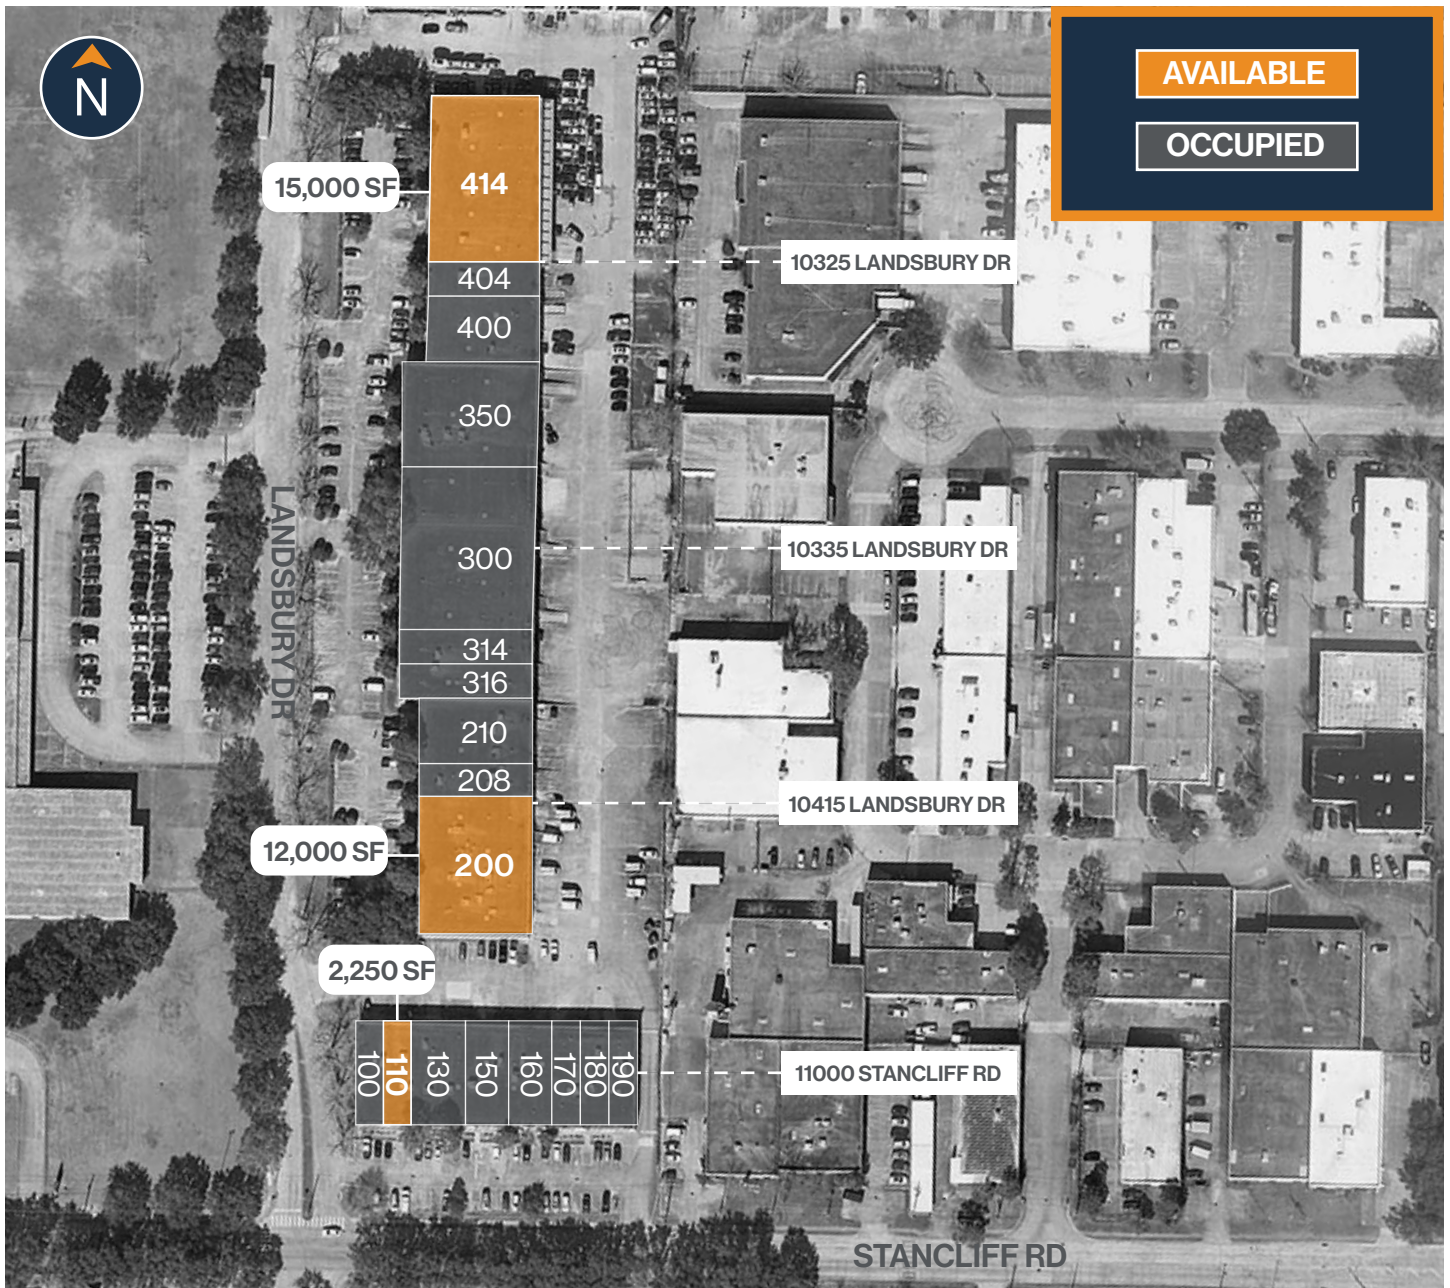 N
AVAILABLE
OCCUPIED
15,000 SF
414
10325 LANDSBURY DR
404
400
350
LANDSBURY DR
300
10335 LANDSBURY DR
314
316
210
208
10415 LANDSBURY DR
12,000 SF
200
2,250 SF
100
110
130
150
160
170
180
190
11000 STANCLIFF RD
STANCLIFF RD